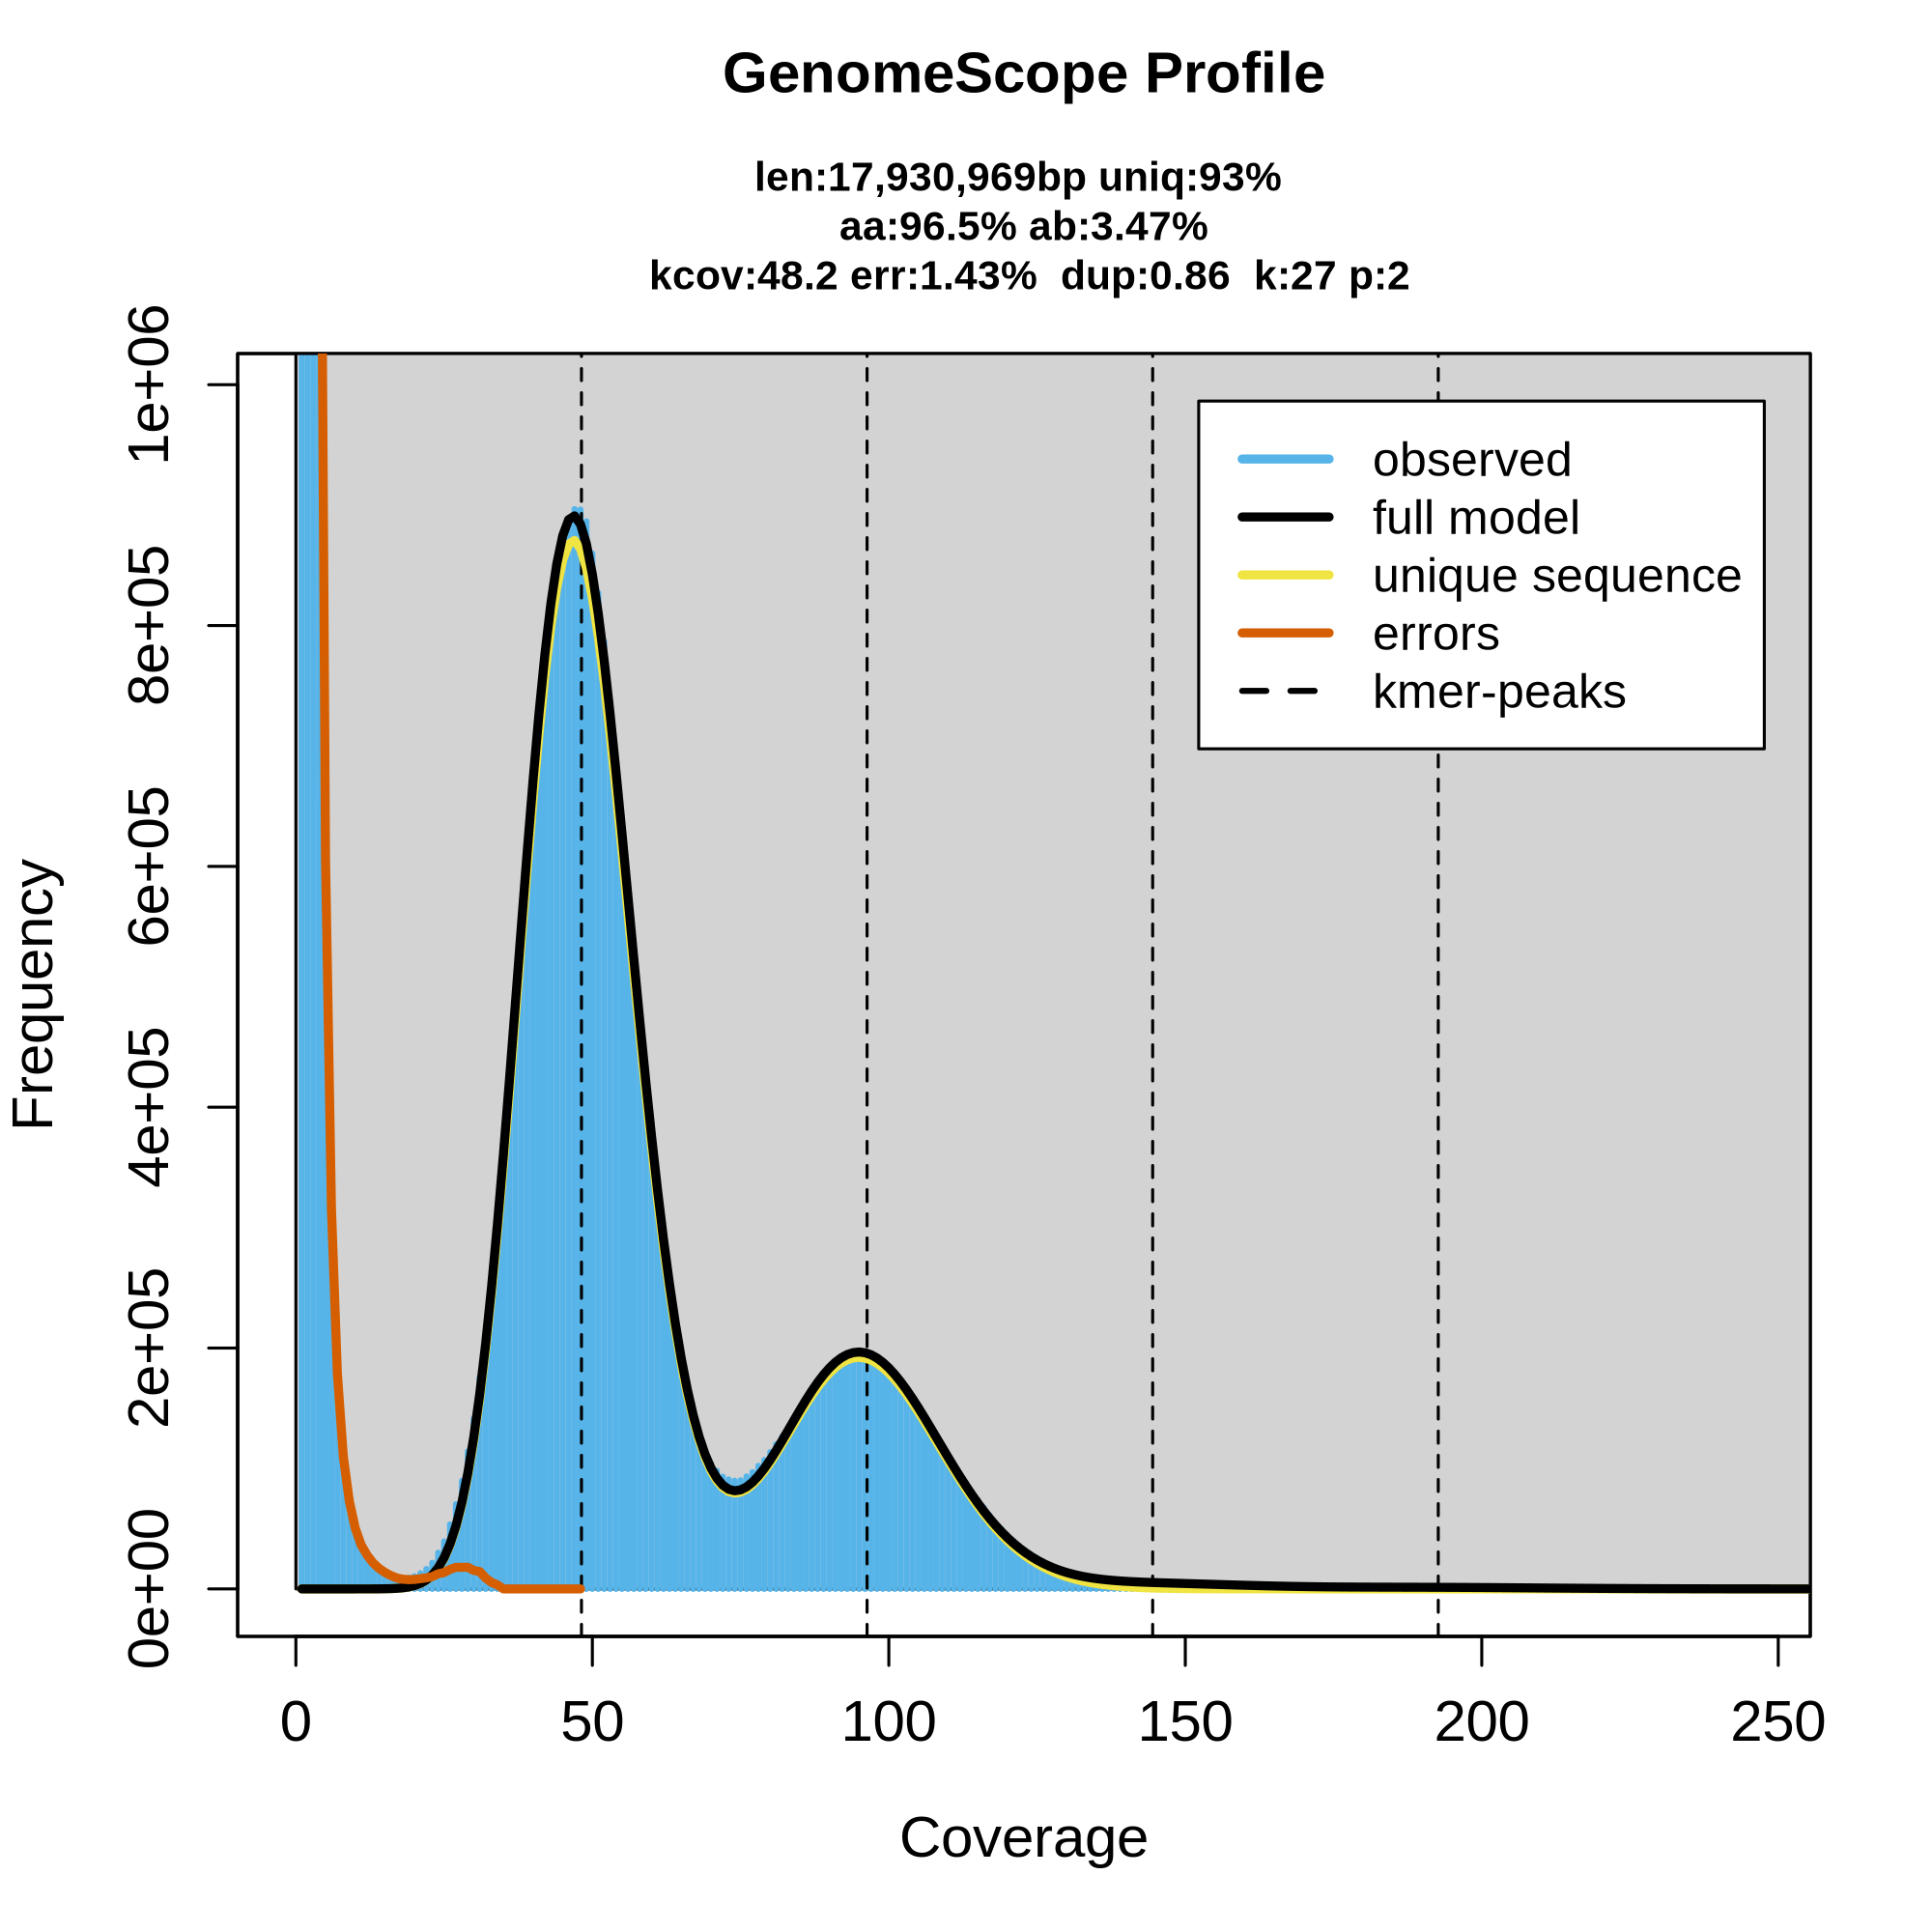 GenomeScope Profile
len:17,930,969bp uniq:93%
aa:96.5% ab:3.47%
kcov:48.2 err:1.43%  dup:0.86  k:27 p:2
observed
full model
unique sequence
errors
kmer-peaks
Frequency
1e+06
8e+05
6e+05
4e+05
2e+05
0e+00
0 50 100 150 200 250
Coverage